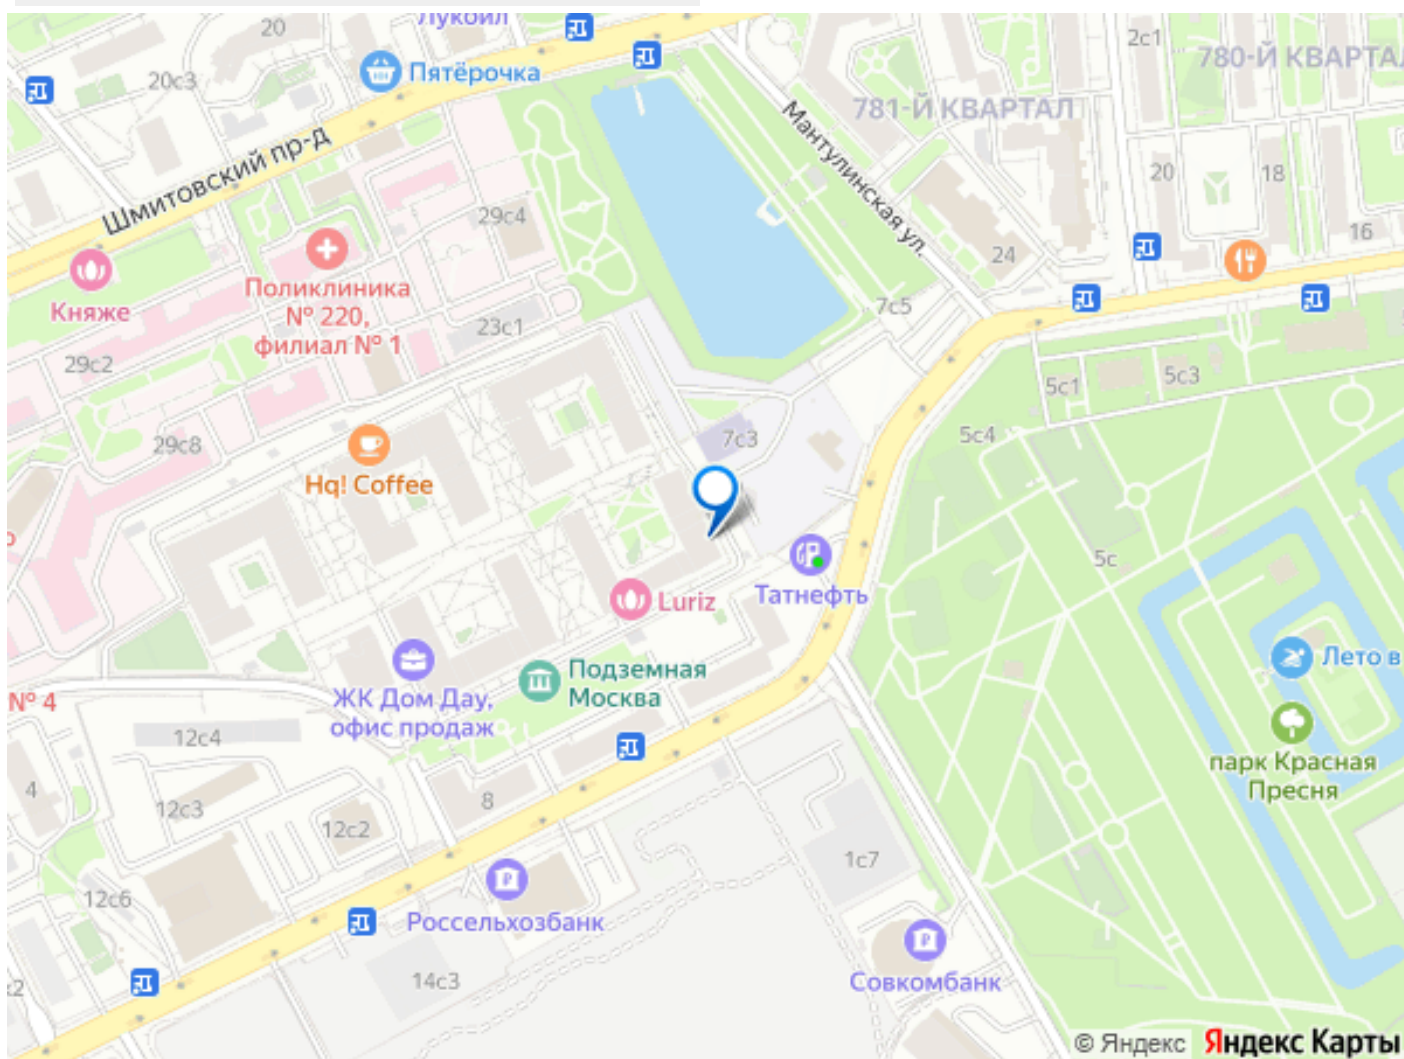 Лукойл
20
20с3
Пятёрочка
2с1
780-Й КВАРТАЛ
781-Й КВАРТАЛ
Мантулинская ул.
Шмитовский пр-д
20
18
16
29с4
24
Княже
Поликлиника
№ 220,
филиал № 1
7с5
23с1
29с2
5с1
5с3
29с8
7с3
5с4
Hq! Coffee
5с
Татнефть
Luriz
Подземная
Москва
Лето в
№ 4
ЖК Дом Дау,
офис продаж
12с4
парк Красная
Пресня
4
12с3
8
12с2
1с7
12с6
Россельхозбанк
14с3
Совкомбанк
© Яндекс Яндекс Карты